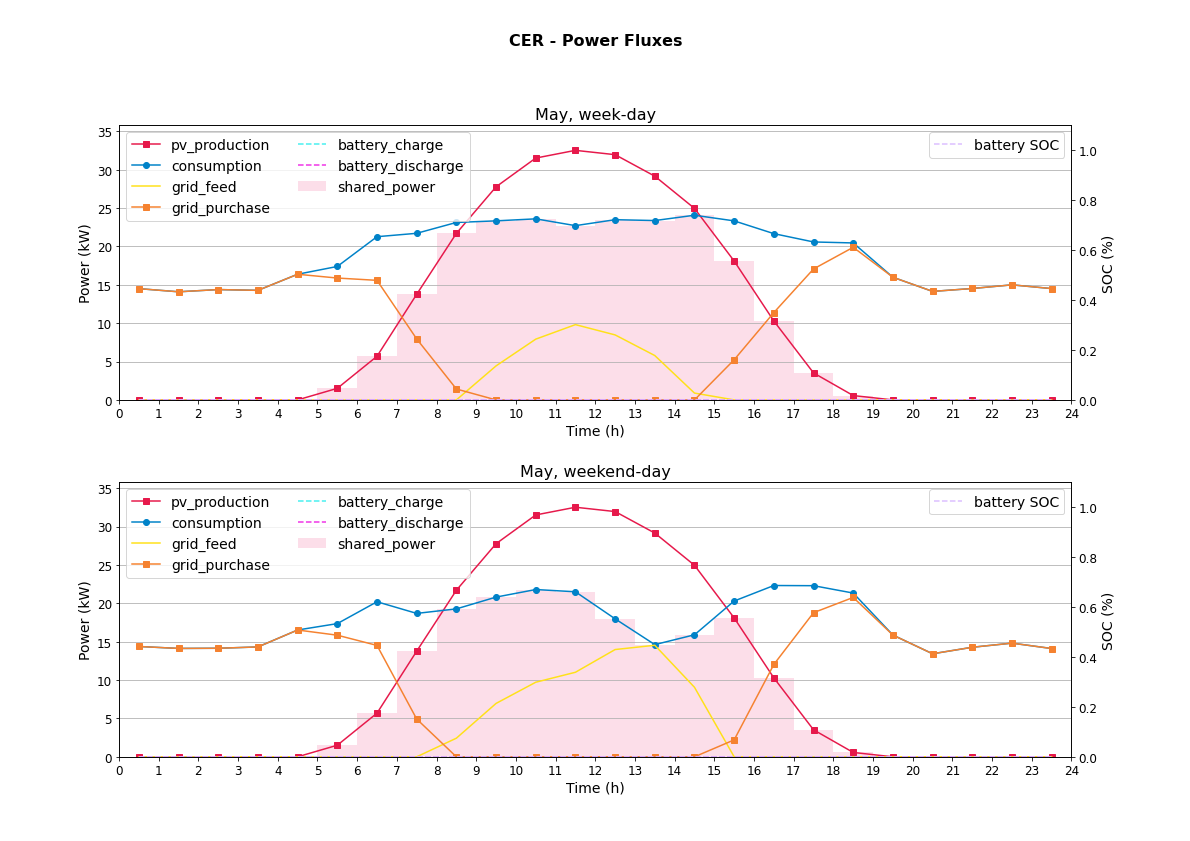 CER - Power Fluxes
May, week-day
pv_production
consumption
grid_feed
grid_purchase
battery_charge
battery_discharge
shared_power
battery SOC
Power (kW)
35
30
25
20
15
10
5
0
1.0
0.8
0.6
0.4
0.2
0.0
SOC (%)
0 1 2 3 4 5 6 7 8 9 10 11 12 13 14 15 16 17 18 19 20 21 22 23 24
Time (h)
May, weekend-day
pv_production
consumption
grid_feed
grid_purchase
battery_charge
battery_discharge
shared_power
battery SOC
Power (kW)
35
30
25
20
15
10
5
0
1.0
0.8
0.6
0.4
0.2
0.0
SOC (%)
0 1 2 3 4 5 6 7 8 9 10 11 12 13 14 15 16 17 18 19 20 21 22 23 24
Time (h)